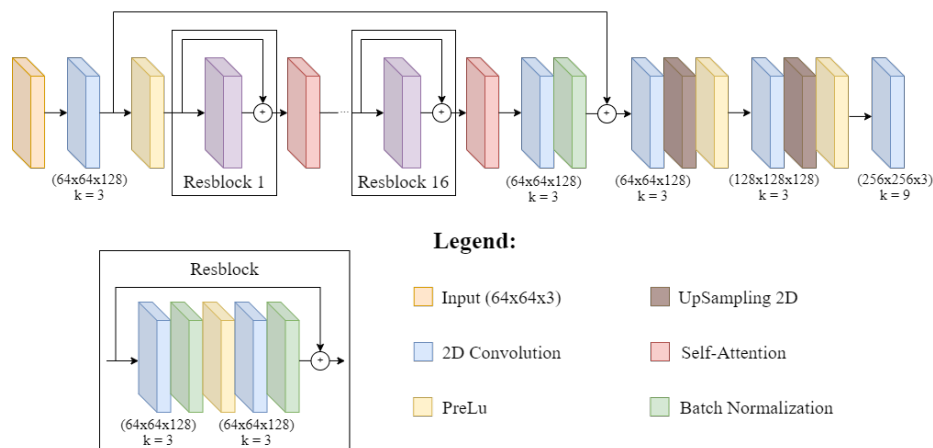 +
...
+
+
(64x64x128)
k = 3
Resblock 1
Resblock 16
(64x64x128)
k = 3
(64x64x128)
k = 3
(128x128x128)
k = 3
(256x256x3)
k = 9
Legend:
Resblock
+
(64x64x128)
k = 3
(64x64x128)
k = 3
Input (64x64x3)
UpSampling 2D
2D Convolution
Self-Attention
PreLu
Batch Normalization